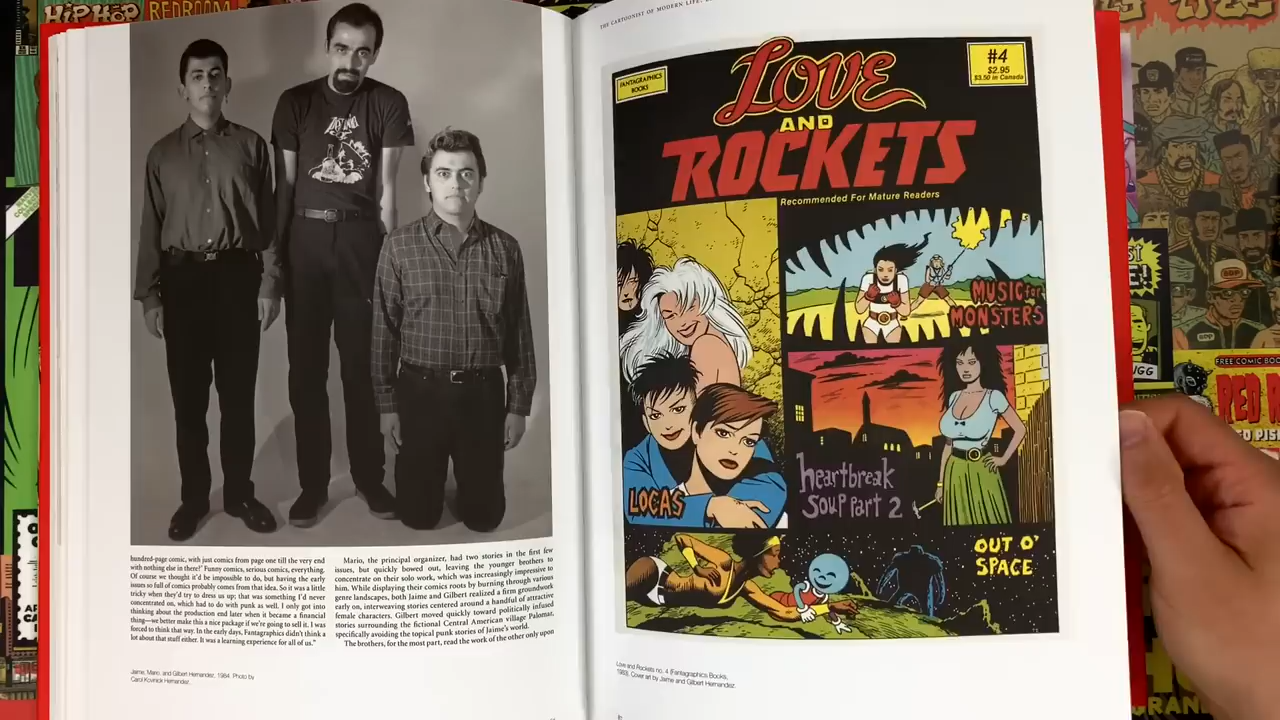 HIP HOP
REDROOM
hundred-page comic, with just comics from page one till the very end
with nothing else in there!’ Funny comics, serious comics, everything.
Of course we thought it’d be impossible to do, but having the early
issues so full of comics probably comes from that idea. So it was a little
tricky when they’d try to dress us up; that was something I’d never
concentrated on, which had to do with punk as well. I only got into
thinking about the production end later when it became a financial
thing—we better make this a nice package if we’re going to sell it. I was
forced to think that way. In the early days, Fantagraphics didn’t think a
lot about that stuff either. It was a learning experience for all of us.”
Mario, the principal organizer, had two stories in the first few
issues, but quickly bowed out, leaving the younger brothers to
concentrate on their solo work, which was increasingly impressive to
him. While displaying their comics roots by burning through various
genre landscapes, both Jaime and Gilbert realized a firm groundwork
early on, interweaving stories centered around a handful of attractive
female characters. Gilbert moved quickly toward politically infused
stories surrounding the fictional Central American village Palomar,
specifically avoiding the topical punk stories of Jaime’s world.
The brothers, for the most part, read the work of the other only upon
Jaime, Mario, and Gilbert Hernandez, 1984. Photo by
Carol Kovinick Hernandez.
THE CARTOONIST OF MODERN LIFE,
FANTAGRAPHICS
BOOKS
LOVE
AND
ROCKETS
#4
$2.95
$3.50 in Canada
Recommended For Mature Readers
MUSIC for
MONSTERS
LOCAS
heartbreak
SOUP part 2
OUT O’
SPACE
Love and Rockets no. 4 (Fantagraphics Books,
1983). Cover art by Jaime and Gilbert Hernandez.
FREE COMIC
RED